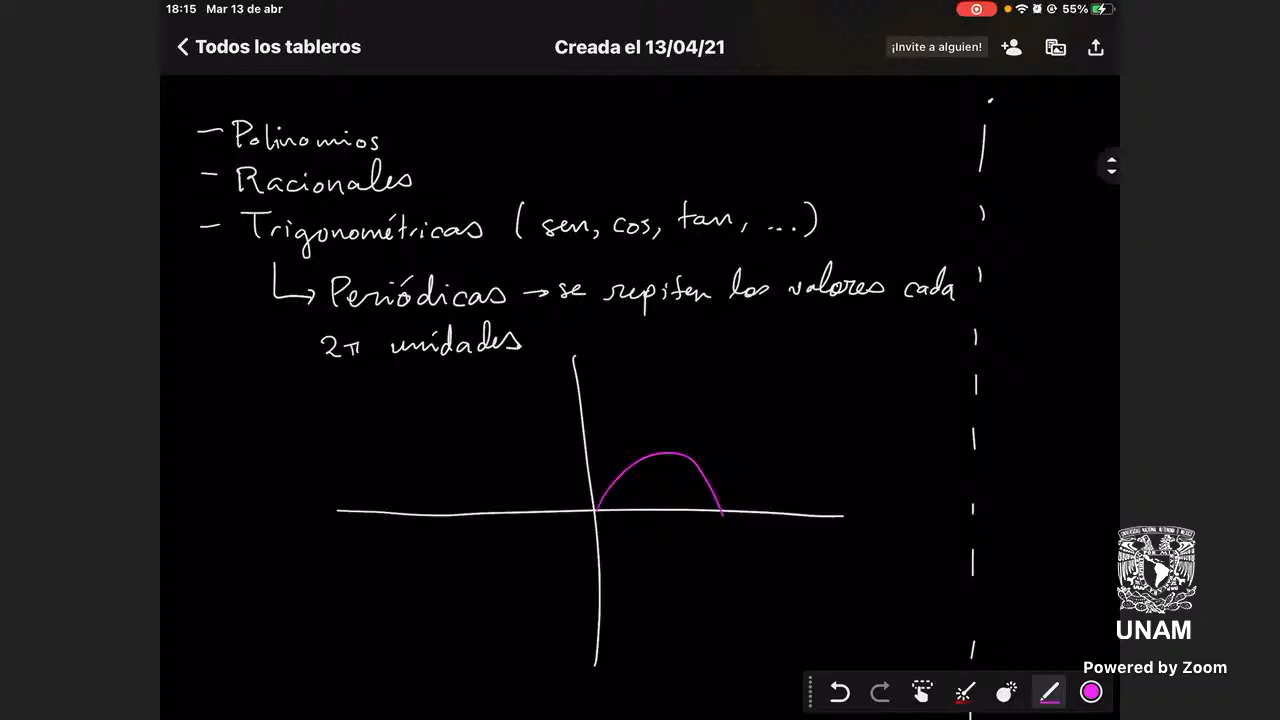 18:15 Mar 13 de abr 55%
Todos los tableros
Creada el 13/04/21
¡Invite a alguien!
- Polinomios
- Racionales
- Trigonométricas (sen, cos, tan, ...)
Periódicas → se repiten los valores cada
2π unidades
UNAM
Powered by Zoom